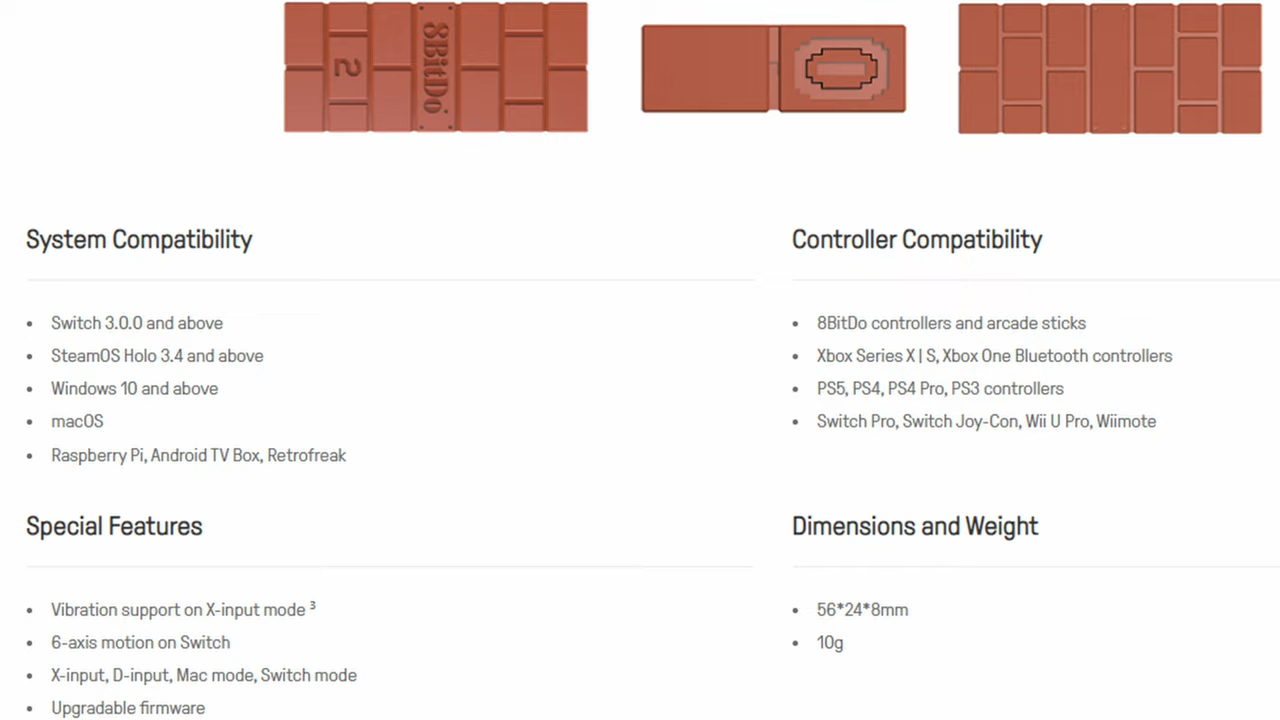 2
8BitDo
System Compatibility
• Switch 3.0.0 and above
• SteamOS Holo 3.4 and above
• Windows 10 and above
• macOS
• Raspberry Pi, Android TV Box, Retrofreak
Controller Compatibility
• 8BitDo controllers and arcade sticks
• Xbox Series X | S, Xbox One Bluetooth controllers
• PS5, PS4, PS4 Pro, PS3 controllers
• Switch Pro, Switch Joy-Con, Wii U Pro, Wiimote
Special Features
• Vibration support on X-input mode ³
• 6-axis motion on Switch
• X-input, D-input, Mac mode, Switch mode
• Upgradable firmware
Dimensions and Weight
• 56*24*8mm
• 10g